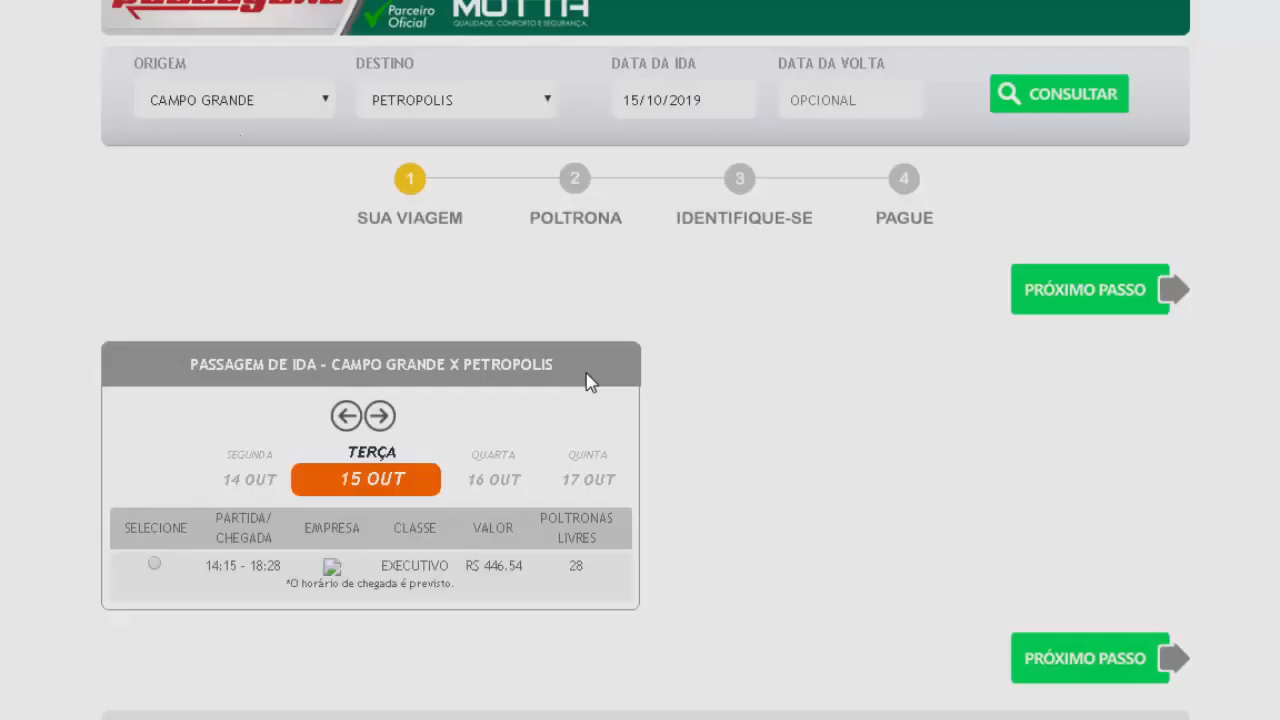 Parceiro
Oficial
MOTTA
QUALIDADE, CONFORTO E SEGURANÇA.
ORIGEM
DESTINO
DATA DA IDA
DATA DA VOLTA
CAMPO GRANDE
PETROPOLIS
15/10/2019
OPCIONAL
CONSULTAR
1
2
3
4
SUA VIAGEM
POLTRONA
IDENTIFIQUE-SE
PAGUE
PRÓXIMO PASSO
PASSAGEM DE IDA - CAMPO GRANDE X PETROPOLIS
SEGUNDA
TERÇA
QUARTA
QUINTA
14 OUT
15 OUT
16 OUT
17 OUT
SELECIONE
PARTIDA/
CHEGADA
EMPRESA
CLASSE
VALOR
POLTRONAS
LIVRES
14:15 - 18:28
EXECUTIVO
R$ 446.54
28
*O horário de chegada é previsto.
PRÓXIMO PASSO